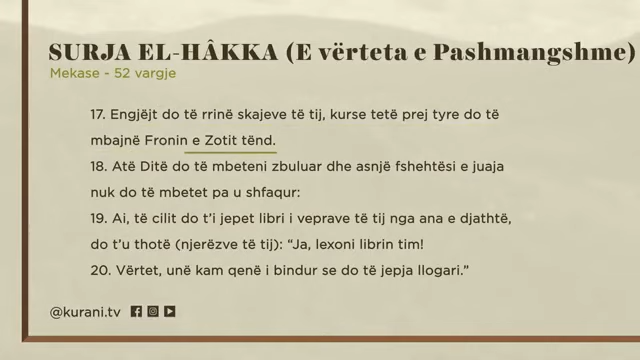 SURJA EL-HÂKKA (E vërteta e Pashmangshme)
Mekase - 52 vargje
17. Engjëjt do të rrinë skajeve të tij, kurse tetë prej tyre do të
mbajnë Fronin e Zotit tënd.
18. Atë Ditë do të mbeteni zbuluar dhe asnjë fshehtësi e juaja
nuk do të mbetet pa u shfaqur:
19. Ai, të cilit do t’i jepet libri i veprave të tij nga ana e djathtë,
do t’u thotë (njerëzve të tij): “Ja, lexoni librin tim!
20. Vërtet, unë kam qenë i bindur se do të jepja llogari.”
@kurani.tv